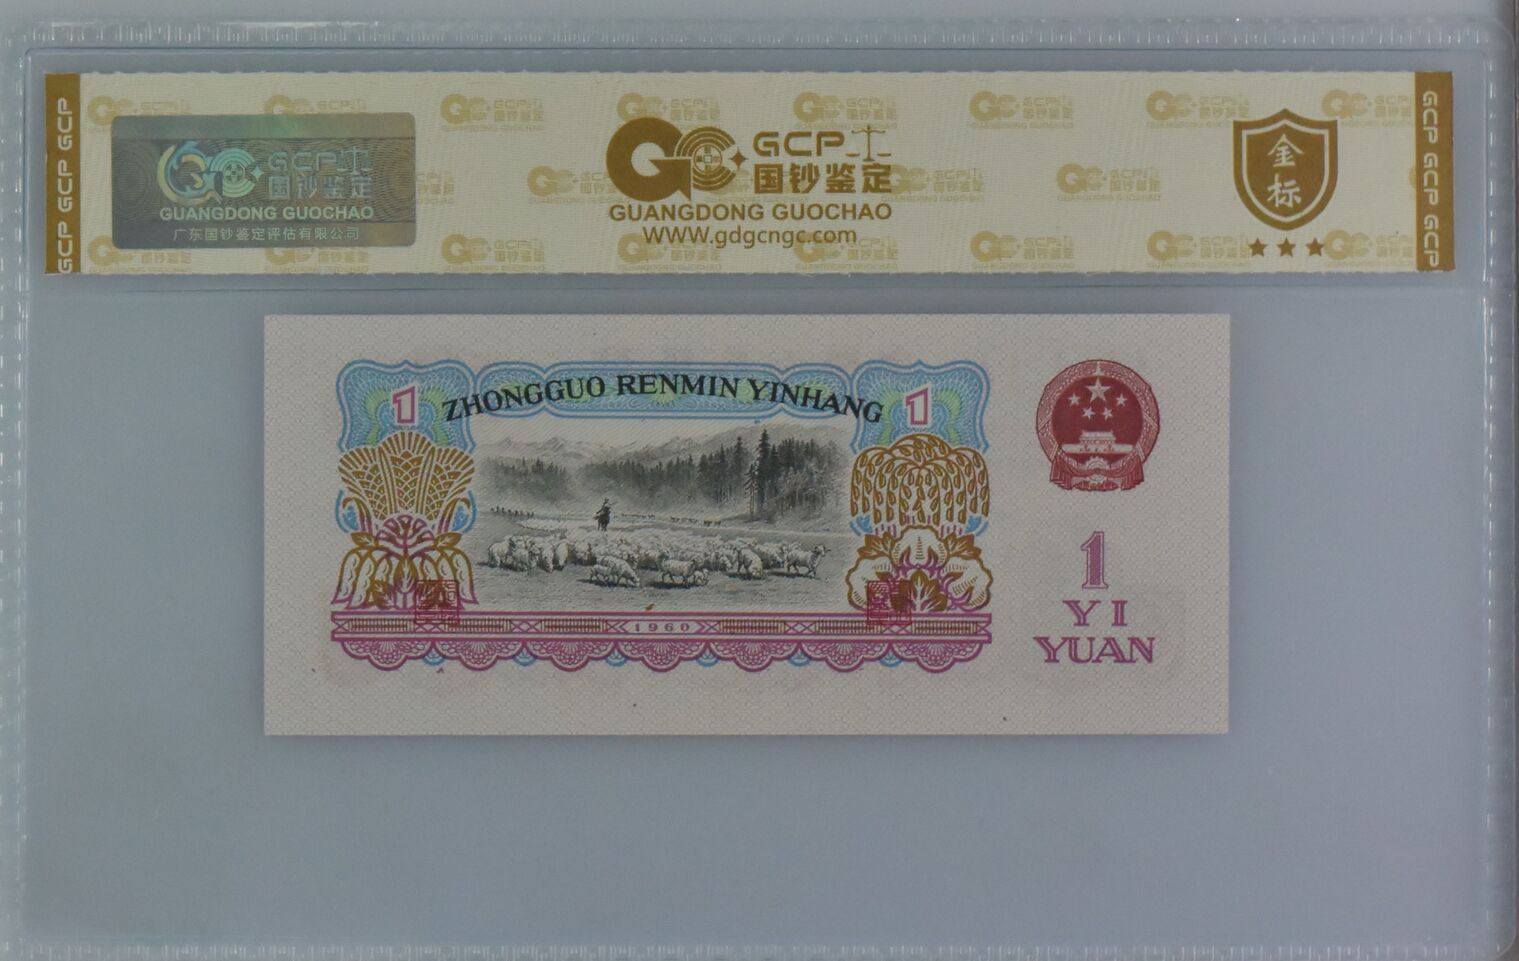 GCP GCP GCP
GCP
国钞鉴定
GUANGDONG GUOCHAO
广东国钞鉴定评估有限公司
GCP
国钞鉴定
GUANGDONG GUOCHAO
WWW.gdgcngc.com
金
标
GCP GCP GCP
ZHONGGUO RENMIN YINHANG
1
1
1960
1
YI
YUAN